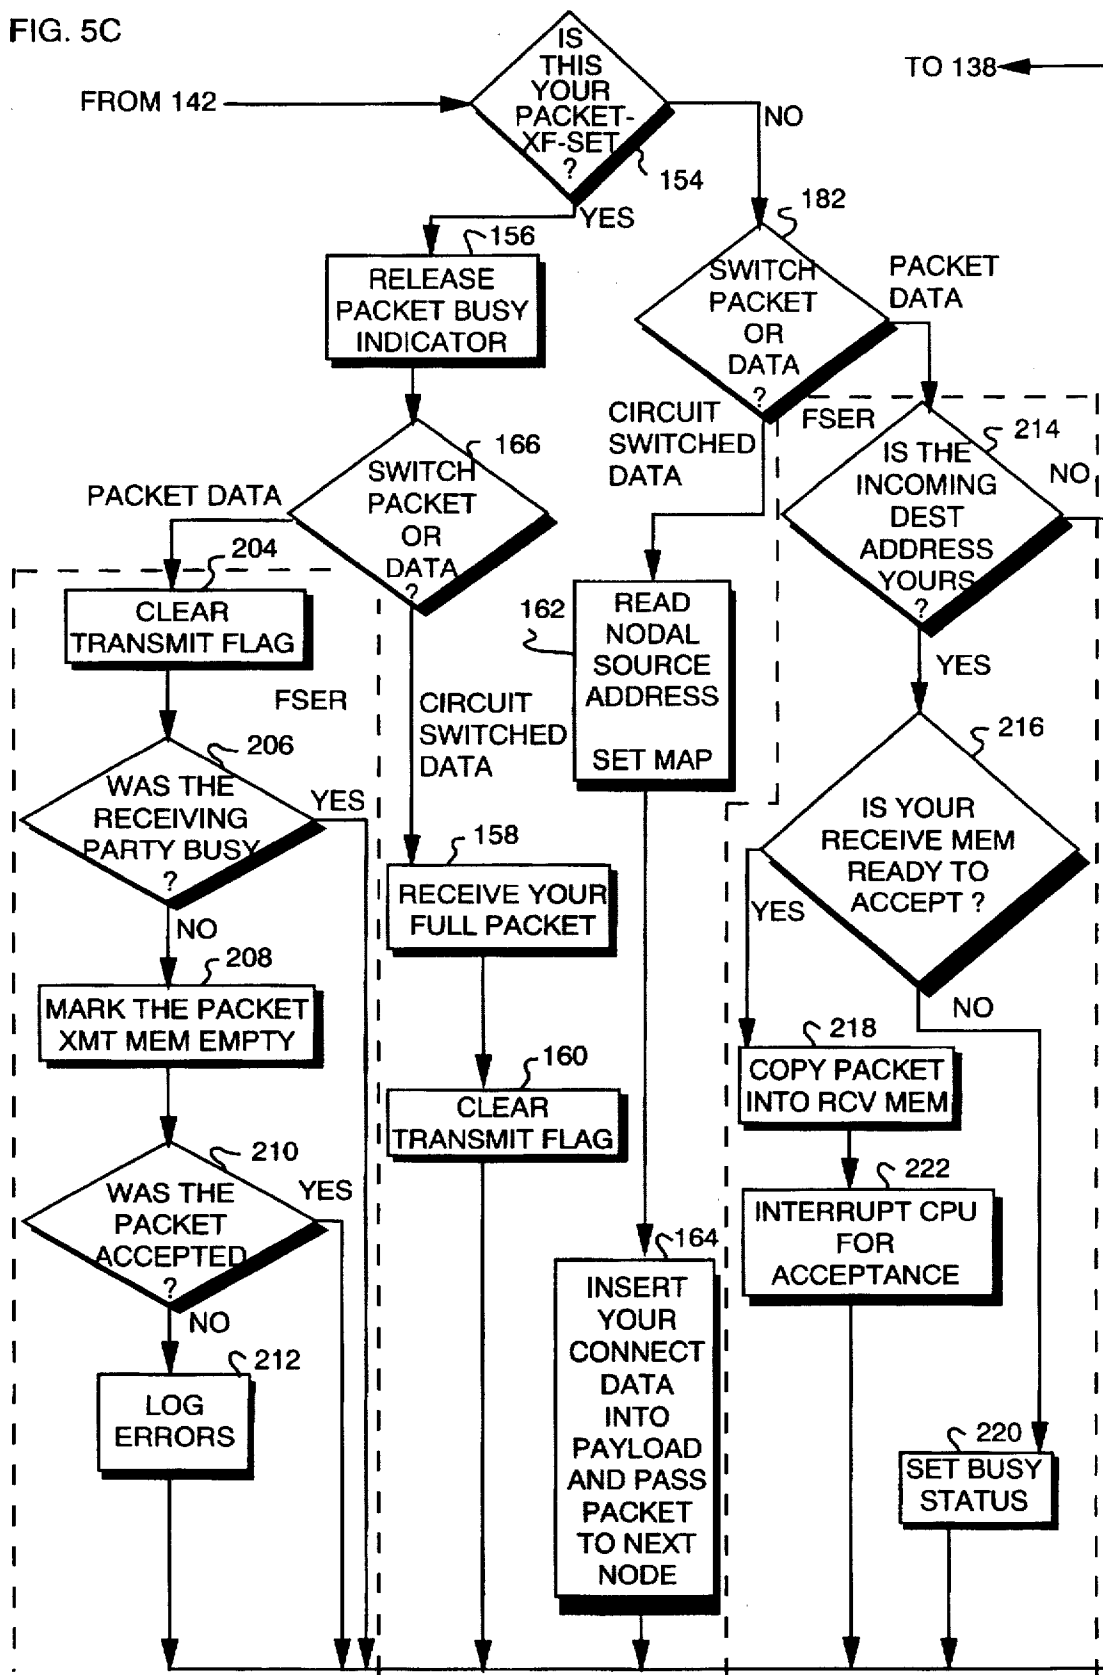 FIG. 5C
IS
THIS
YOUR
PACKET-
XF-SET
?
154
TO 138
FROM 142
NO
YES
182
156
RELEASE
PACKET BUSY
INDICATOR
SWITCH
PACKET
OR
DATA
?
PACKET
DATA
CIRCUIT
SWITCHED
DATA
FSER
214
IS THE
INCOMING
DEST
ADDRESS
YOURS
?
NO
YES
166
SWITCH
PACKET
OR
DATA
?
PACKET DATA
204
CLEAR
TRANSMIT FLAG
FSER
CIRCUIT
SWITCHED
DATA
162
READ
NODAL
SOURCE
ADDRESS
SET MAP
216
IS YOUR
RECEIVE MEM
READY TO
ACCEPT ?
YES
NO
206
WAS THE
RECEIVING
PARTY BUSY
?
YES
NO
158
RECEIVE YOUR
FULL PACKET
208
MARK THE PACKET
XMT MEM EMPTY
218
COPY PACKET
INTO RCV MEM
160
CLEAR
TRANSMIT FLAG
210
WAS THE
PACKET
ACCEPTED
?
YES
NO
222
INTERRUPT CPU
FOR
ACCEPTANCE
164
INSERT
YOUR
CONNECT
DATA
INTO
PAYLOAD
AND PASS
PACKET
TO NEXT
NODE
212
LOG
ERRORS
220
SET BUSY
STATUS